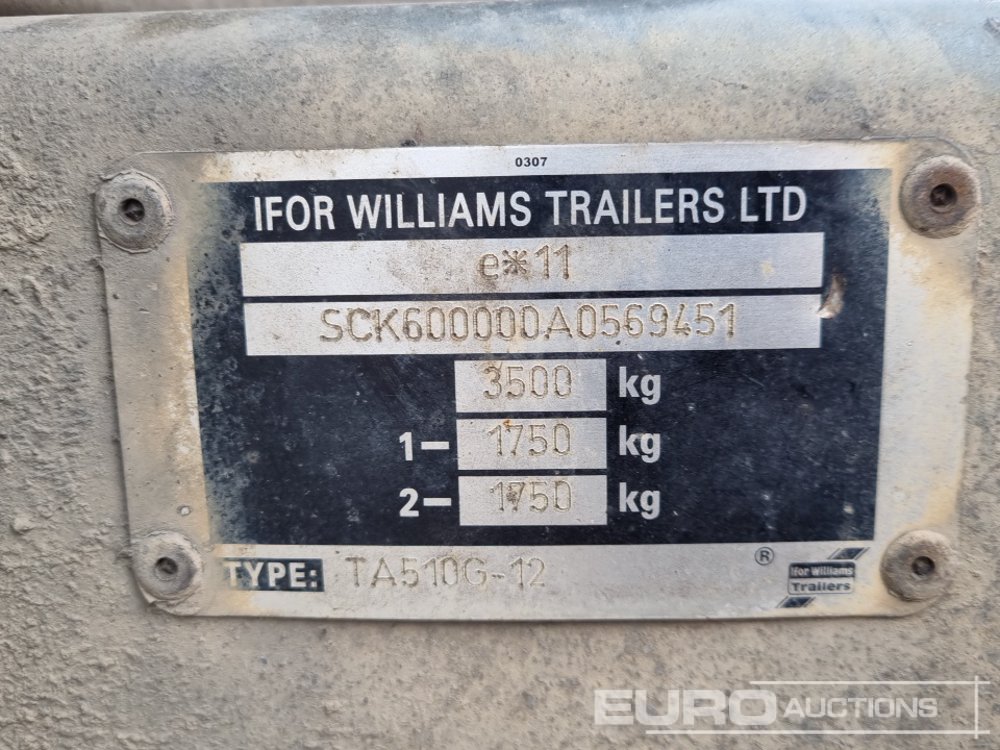 0307
IFOR WILLIAMS TRAILERS LTD
e*11
SCK600000A0569451
3500 kg
1- 1750 kg
2- 1750 kg
TYPE: TA510G-12 ®
Ifor Williams
Trailers
EURO AUCTIONS